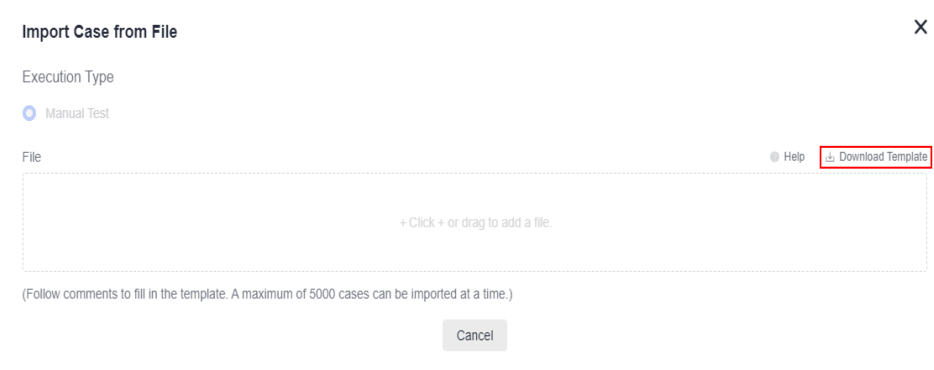 Import Case from File
Execution Type
Manual Test
File
Help
Download Template
+ Click + or drag to add a file.
(Follow comments to fill in the template. A maximum of 5000 cases can be imported at a time.)
Cancel